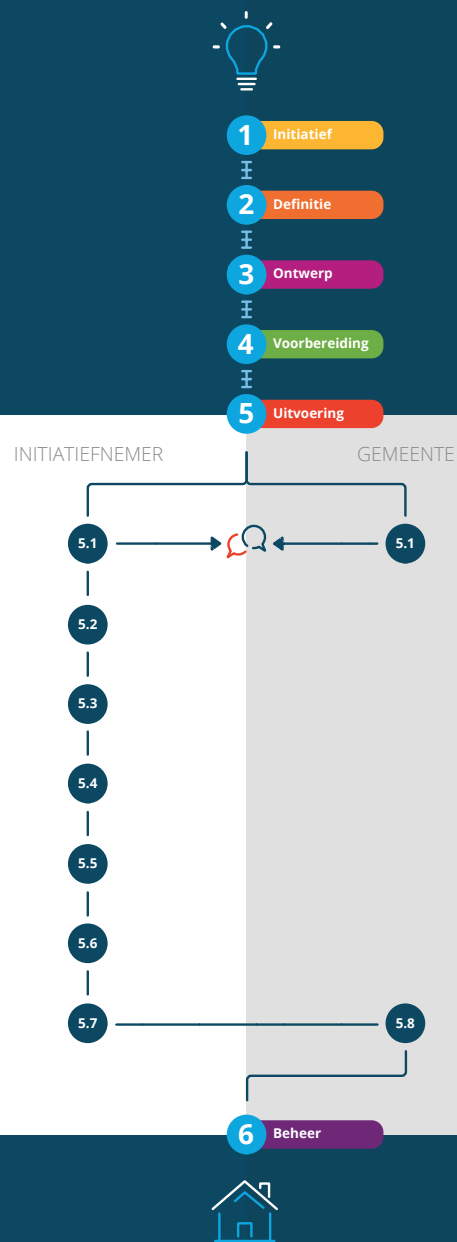 1 Initiatief
2 Definitie
3 Ontwerp
4 Voorbereiding
5 Uitvoering
INITIATIEFNEMER GEMEENTE
5.1 5.1
5.2
5.3
5.4
5.5
5.6
5.7 5.8
6 Beheer